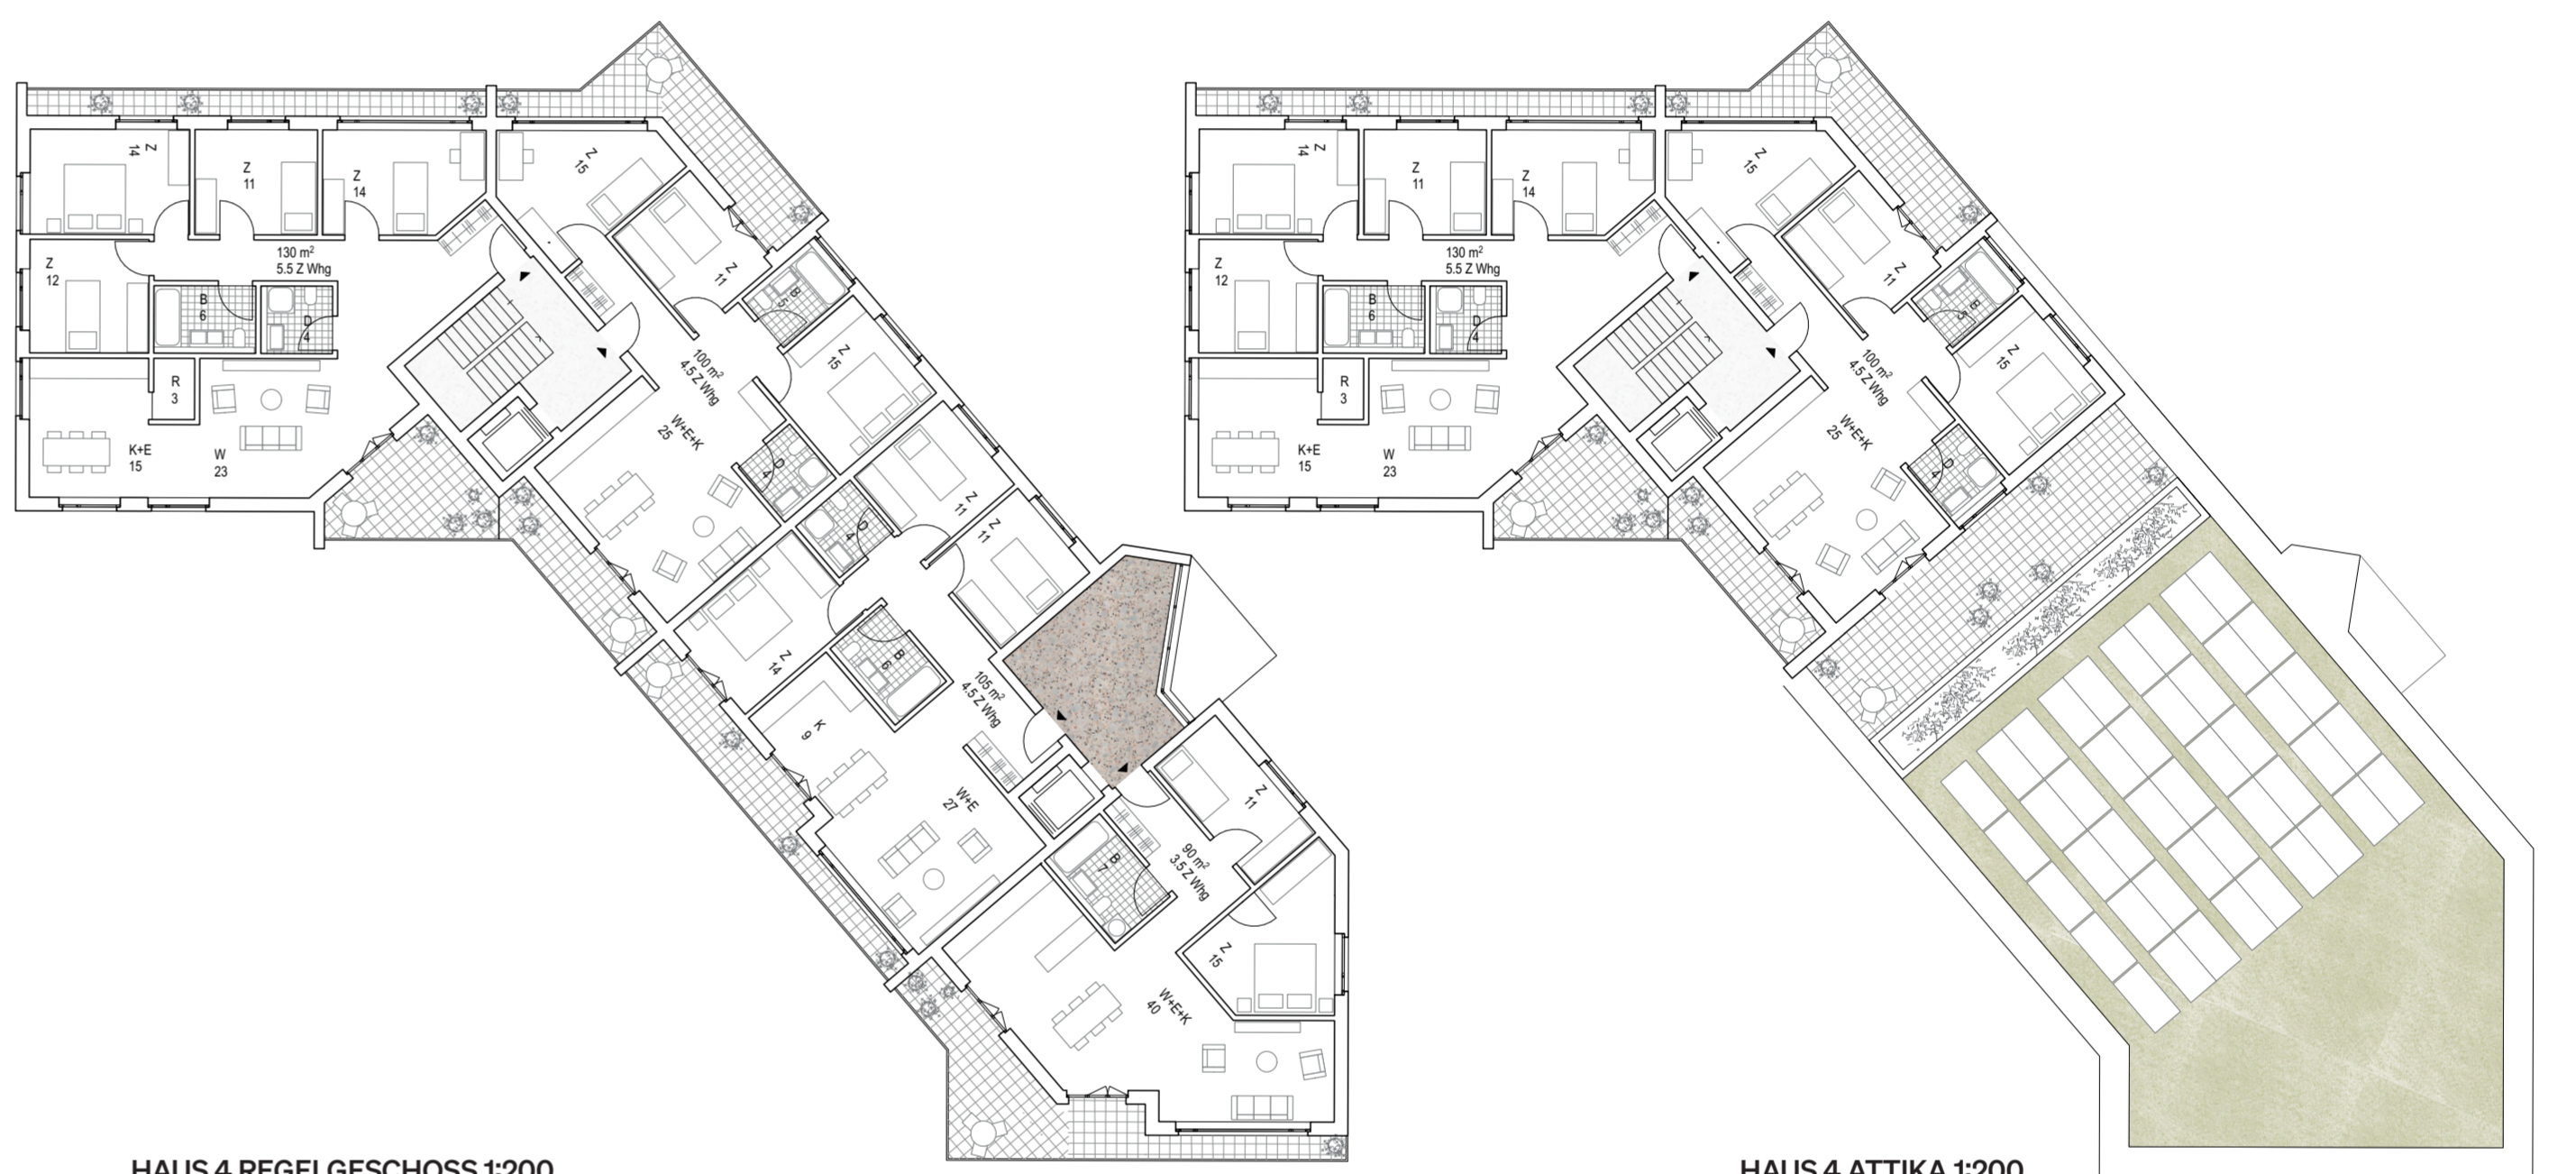 Z
14
Z
11
Z
14
Z
15
Z
11
Z
12
130 m²
5.5 Z Whg
B
6
D
4
B
5
Z
15
100 m²
4.5 Z Whg
R
3
K+E
15
W
23
W+E+K
25
D
4
D
4
Z
11
Z
11
Z
14
B
6
105 m²
4.5 Z Whg
K
9
W+E
27
Z
11
90 m²
3.5 Z Whg
B
7
Z
15
W+E+K
40
HAUS 4 REGELGESCHOSS 1:200
Z
14
Z
11
Z
14
Z
15
Z
11
Z
12
130 m²
5.5 Z Whg
B
6
D
4
B
5
Z
15
100 m²
4.5 Z Whg
R
3
K+E
15
W
23
W+E+K
25
D
4
HAUS 4 ATTIKA 1:200